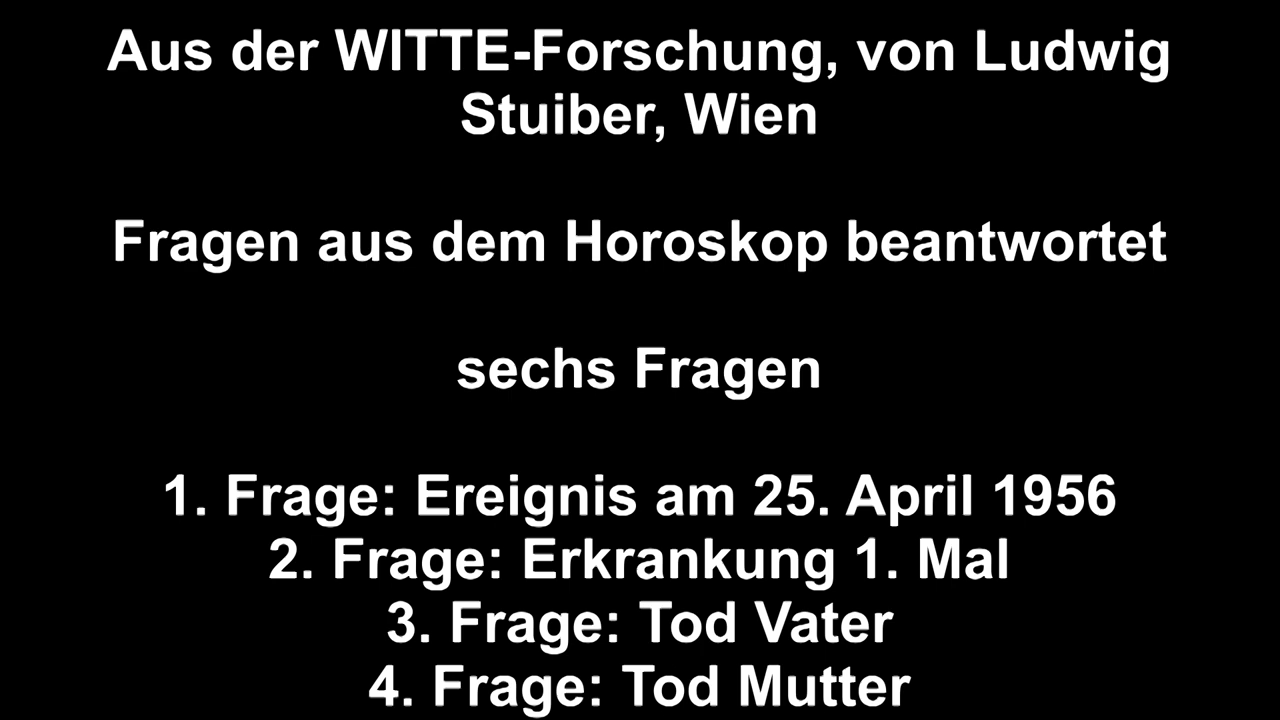 Aus der WITTE-Forschung, von Ludwig
Stuiber, Wien
Fragen aus dem Horoskop beantwortet
sechs Fragen
1. Frage: Ereignis am 25. April 1956
2. Frage: Erkrankung 1. Mal
3. Frage: Tod Vater
4. Frage: Tod Mutter